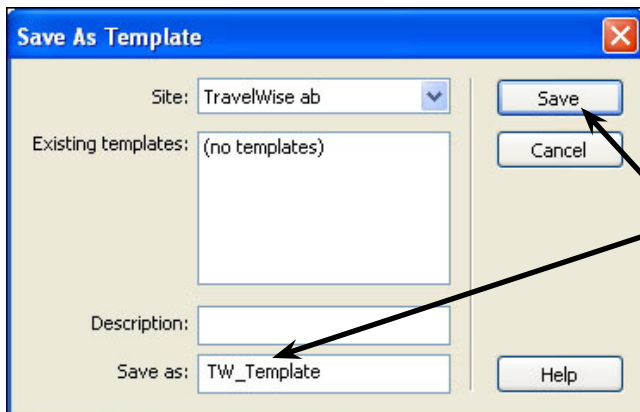 Save As Template
Site: TravelWise ab
Save
Existing templates: (no templates)
Cancel
Description:
Save as: TW_Template
Help